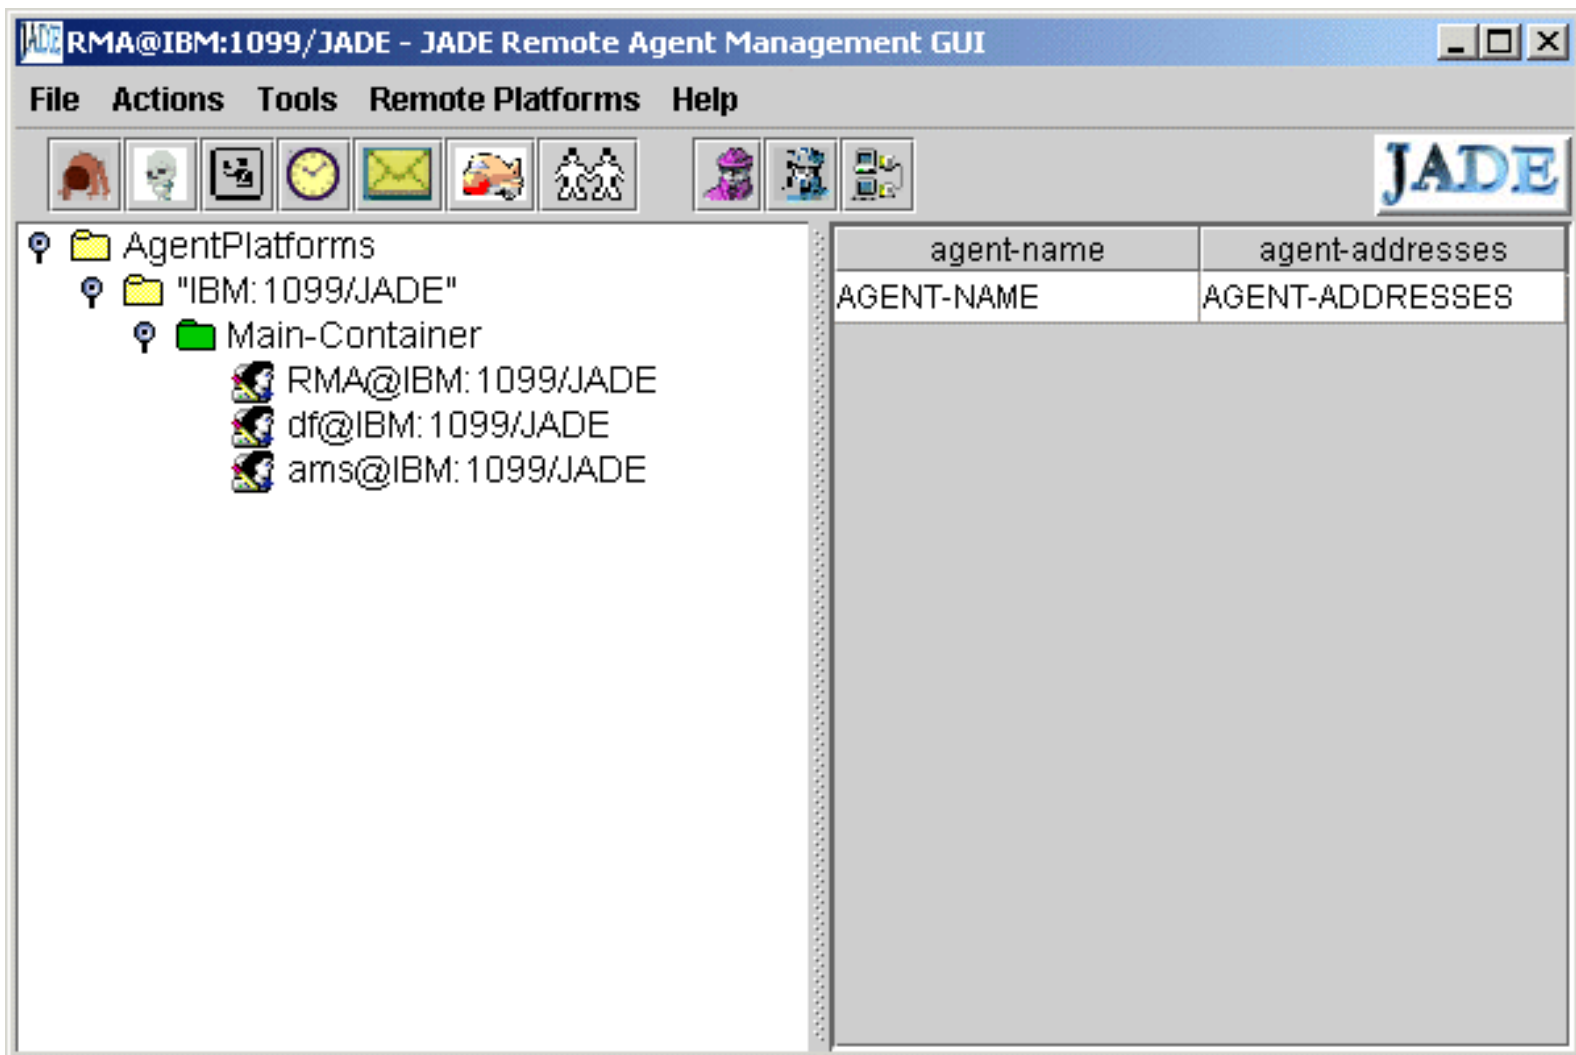 JADE RMA@IBM:1099/JADE - JADE Remote Agent Management GUI
File Actions Tools Remote Platforms Help
JADE
AgentPlatforms
"IBM:1099/JADE"
Main-Container
RMA@IBM:1099/JADE
df@IBM:1099/JADE
ams@IBM:1099/JADE
agent-name agent-addresses
AGENT-NAME AGENT-ADDRESSES